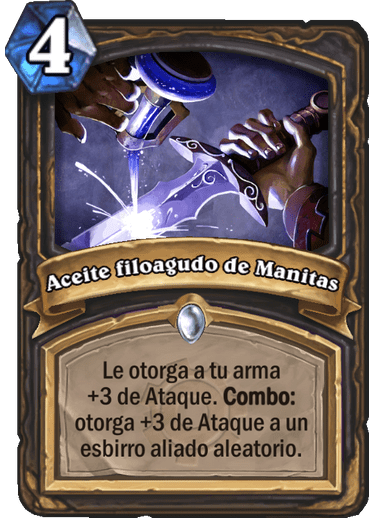 4
Aceite filoagudo de Manitas
Le otorga a tu arma
+3 de Ataque. Combo:
otorga +3 de Ataque a un
esbirro aliado aleatorio.